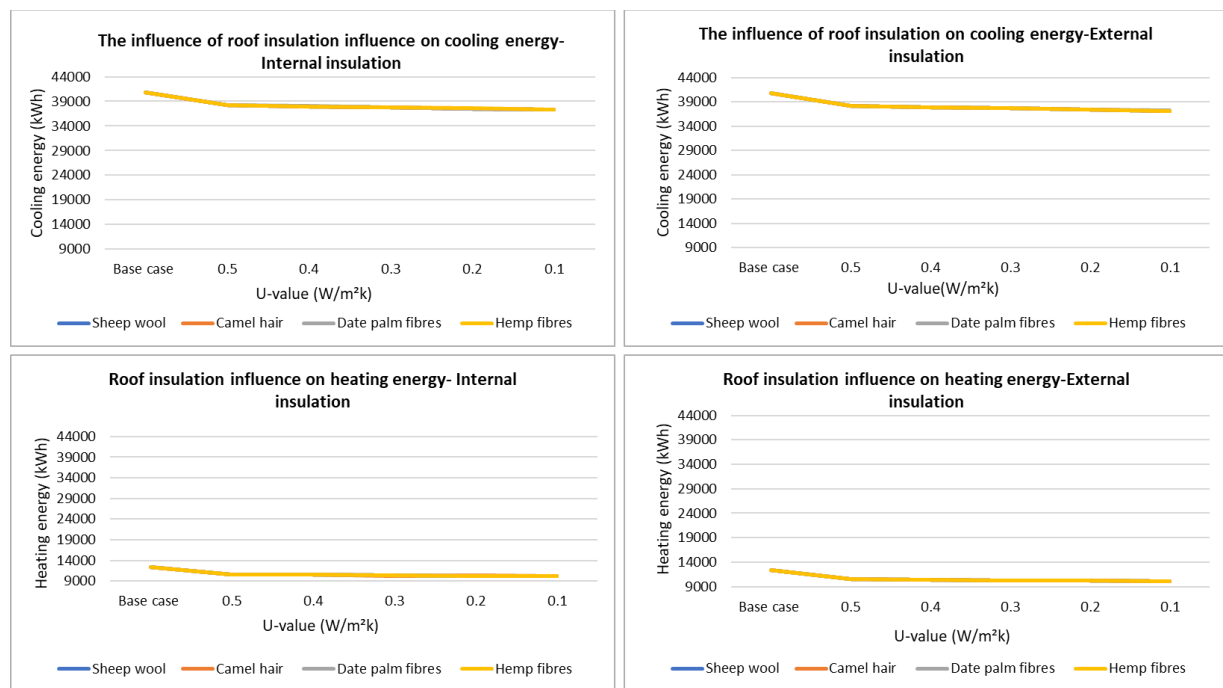 The influence of roof insulation influence on cooling energy-
Internal insulation
44000
39000
34000
29000
24000
19000
14000
9000
Cooling energy (kWh)
Base case 0.5 0.4 0.3 0.2 0.1
U-value (W/m²k)
Sheep wool Camel hair Date palm fibres Hemp fibres
The influence of roof insulation on cooling energy-External
insulation
44000
39000
34000
29000
24000
19000
14000
9000
Cooling energy (kWh)
Base case 0.5 0.4 0.3 0.2 0.1
U-value(W/m²k)
Sheep wool Camel hair Date palm fibres Hemp fibres
Roof insulation influence on heating energy- Internal
insulation
44000
39000
34000
29000
24000
19000
14000
9000
Heating energy (kWh)
Base case 0.5 0.4 0.3 0.2 0.1
U-value (W/m²k)
Sheep wool Camel hair Date palm fibres Hemp fibres
Roof insulation influence on heating energy-External
insulation
44000
39000
34000
29000
24000
19000
14000
9000
Heating energy (kWh)
Base case 0.5 0.4 0.3 0.2 0.1
U-value (W/m²k)
Sheep wool Camel hair Date palm fibres Hemp fibres